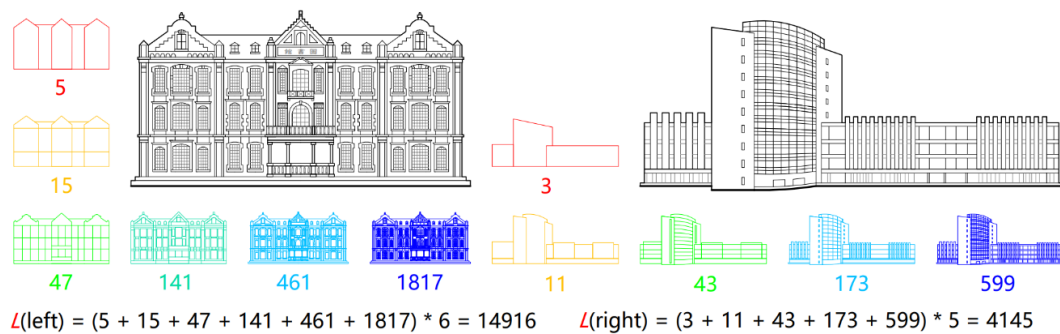 5
15
3
47 141 461 1817 11 43 173 599
L(left) = (5 + 15 + 47 + 141 + 461 + 1817) * 6 = 14916
L(right) = (3 + 11 + 43 + 173 + 599) * 5 = 4145